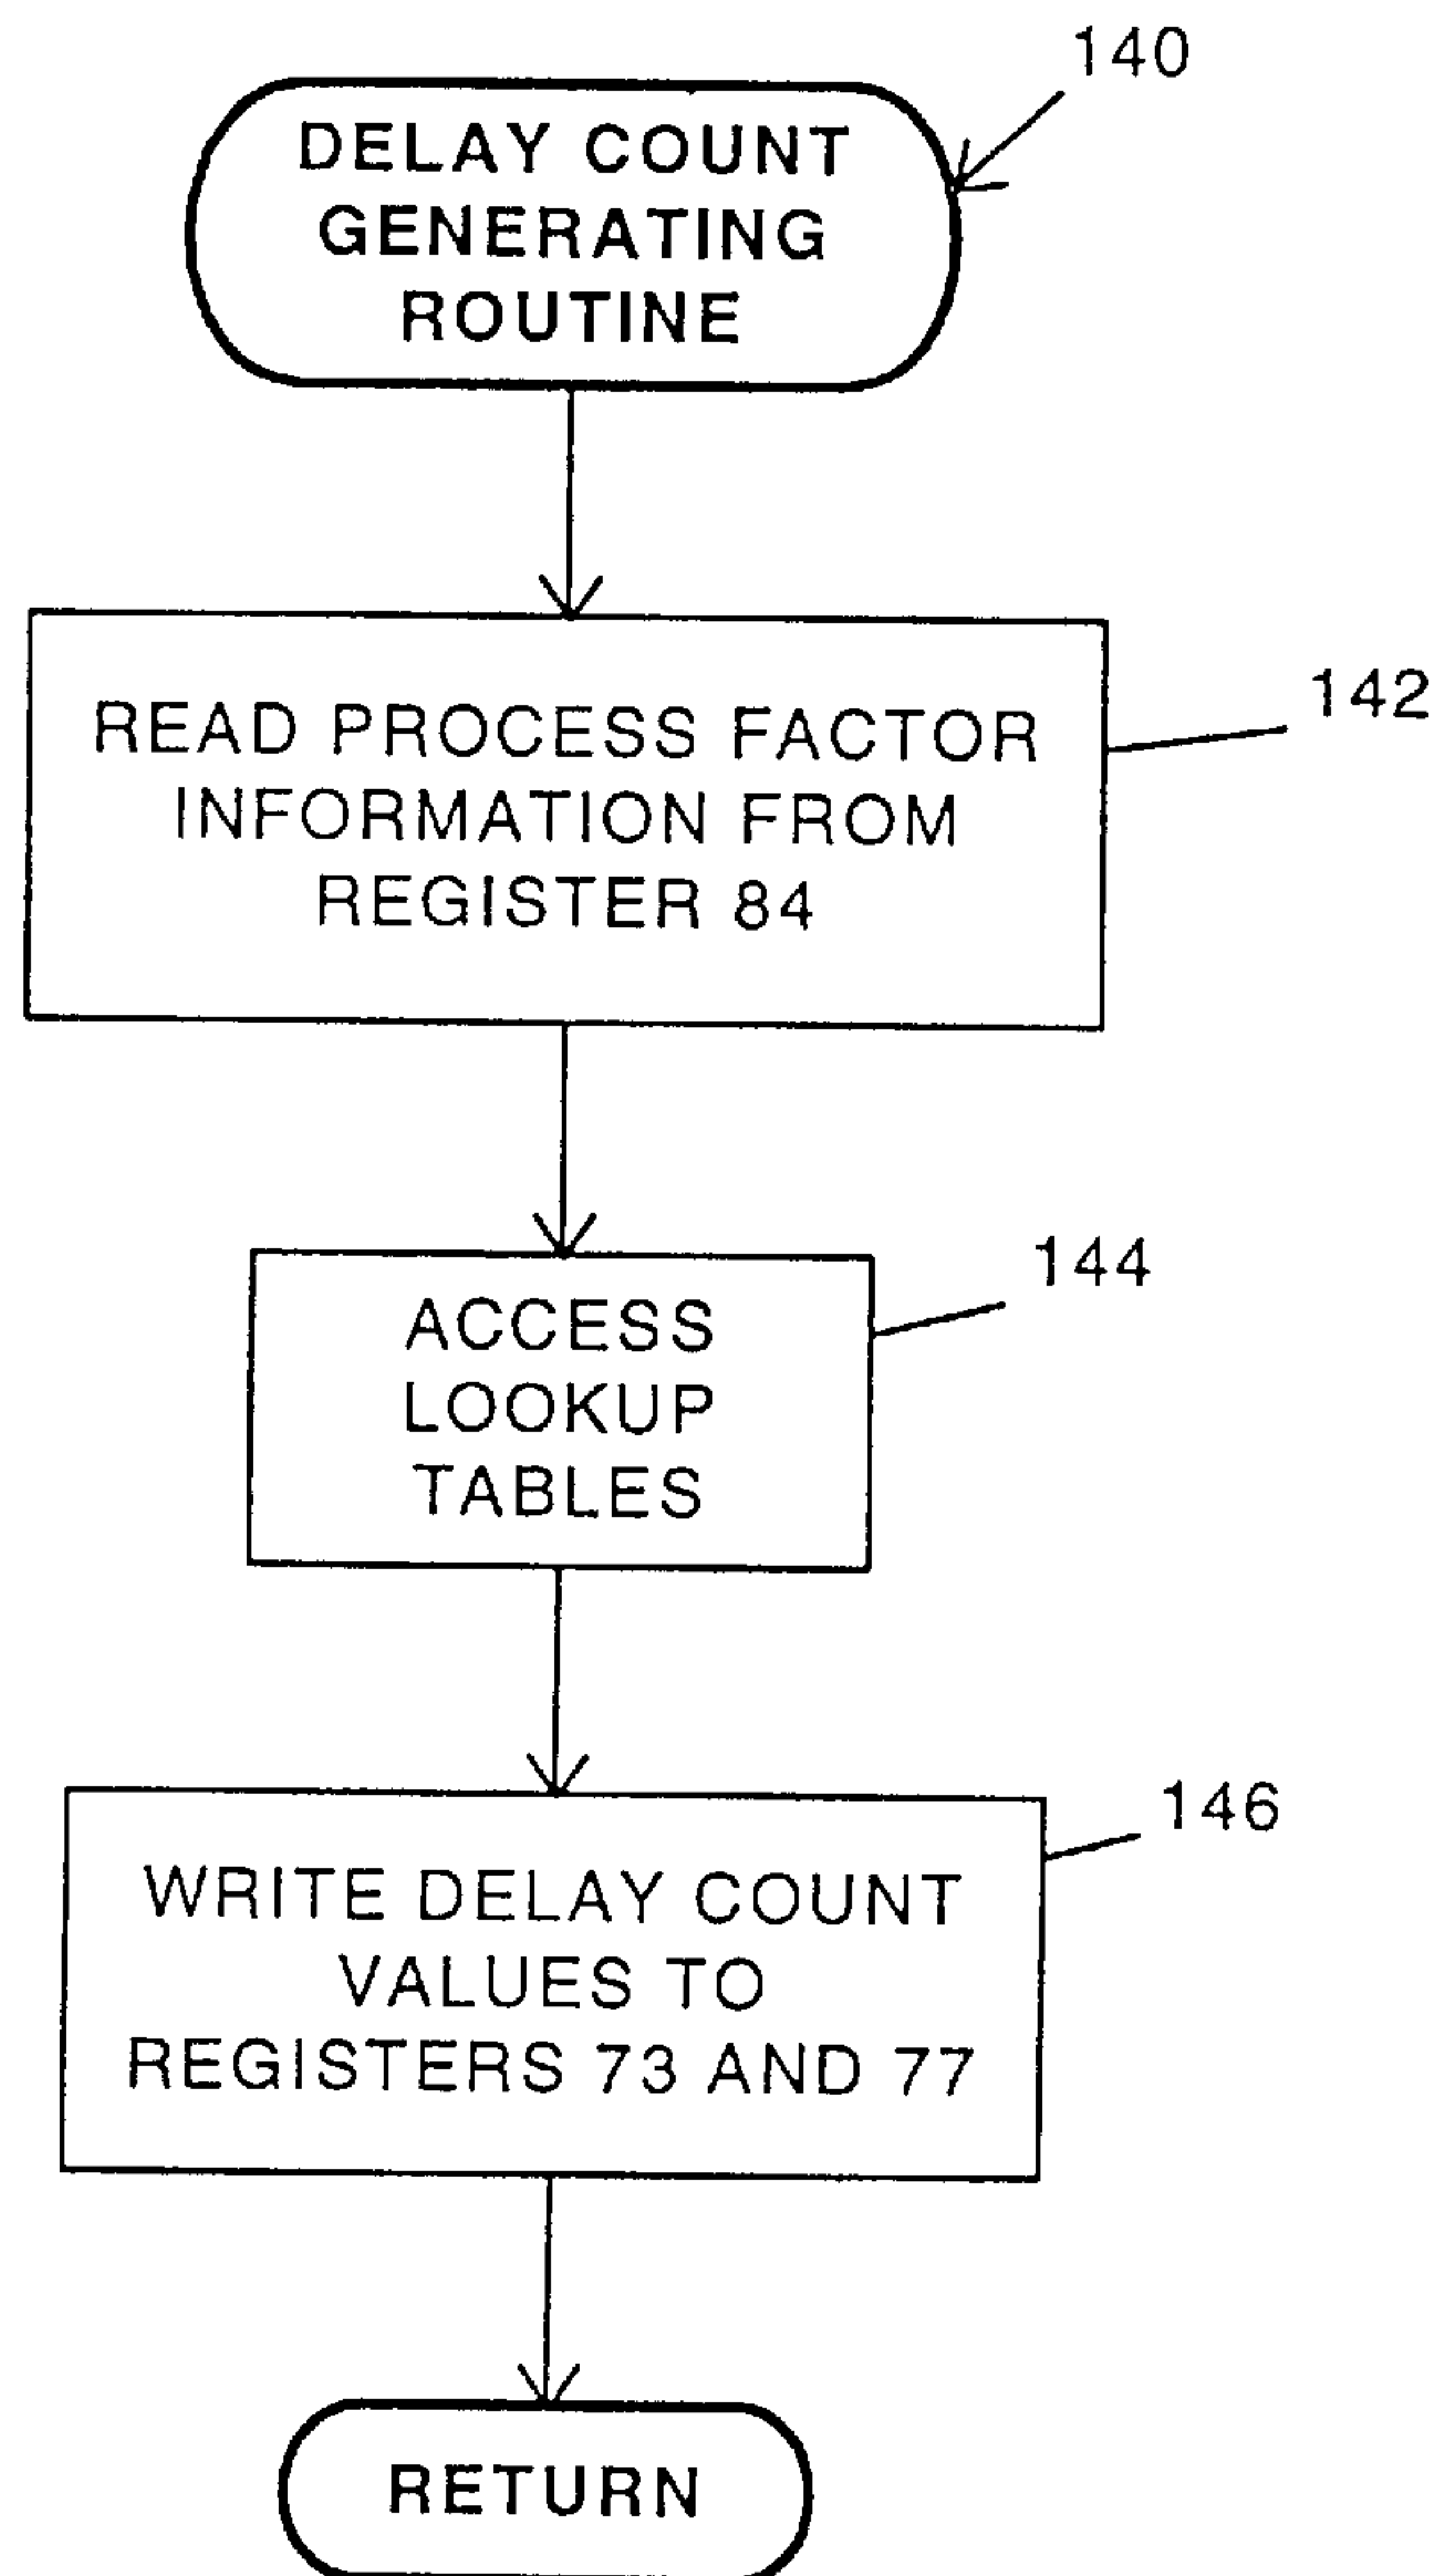 140
DELAY COUNT
GENERATING
ROUTINE
142
READ PROCESS FACTOR
INFORMATION FROM
REGISTER 84
144
ACCESS
LOOKUP
TABLES
146
WRITE DELAY COUNT
VALUES TO
REGISTERS 73 AND 77
RETURN